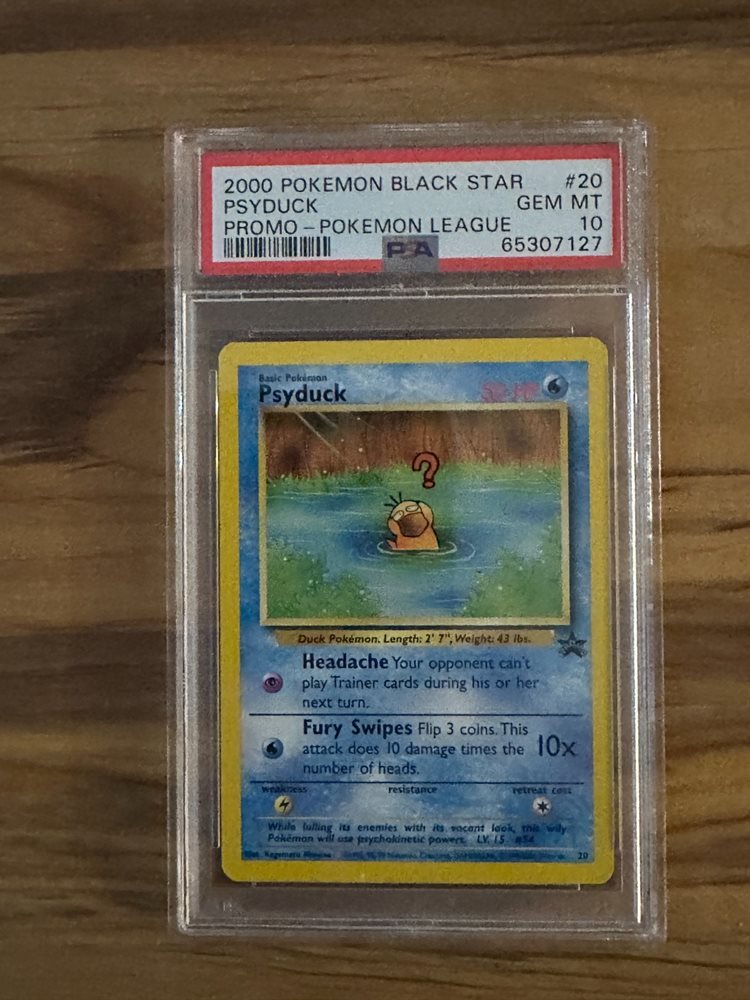 2000 POKEMON BLACK STAR #20
PSYDUCK GEM MT
PROMO - POKEMON LEAGUE 10
PSA 65307127
Basic Pokémon
Psyduck 50 HP
?
Duck Pokémon. Length: 2' 7", Weight: 43 lbs.
Headache Your opponent can't
play Trainer cards during his or her
next turn.
Fury Swipes Flip 3 coins. This
attack does 10 damage times the 10x
number of heads.
weakness resistance retreat cost
While lulling its enemies with its vacant look, this wily
Pokémon will use psychokinetic powers. LV. 15 #54
20